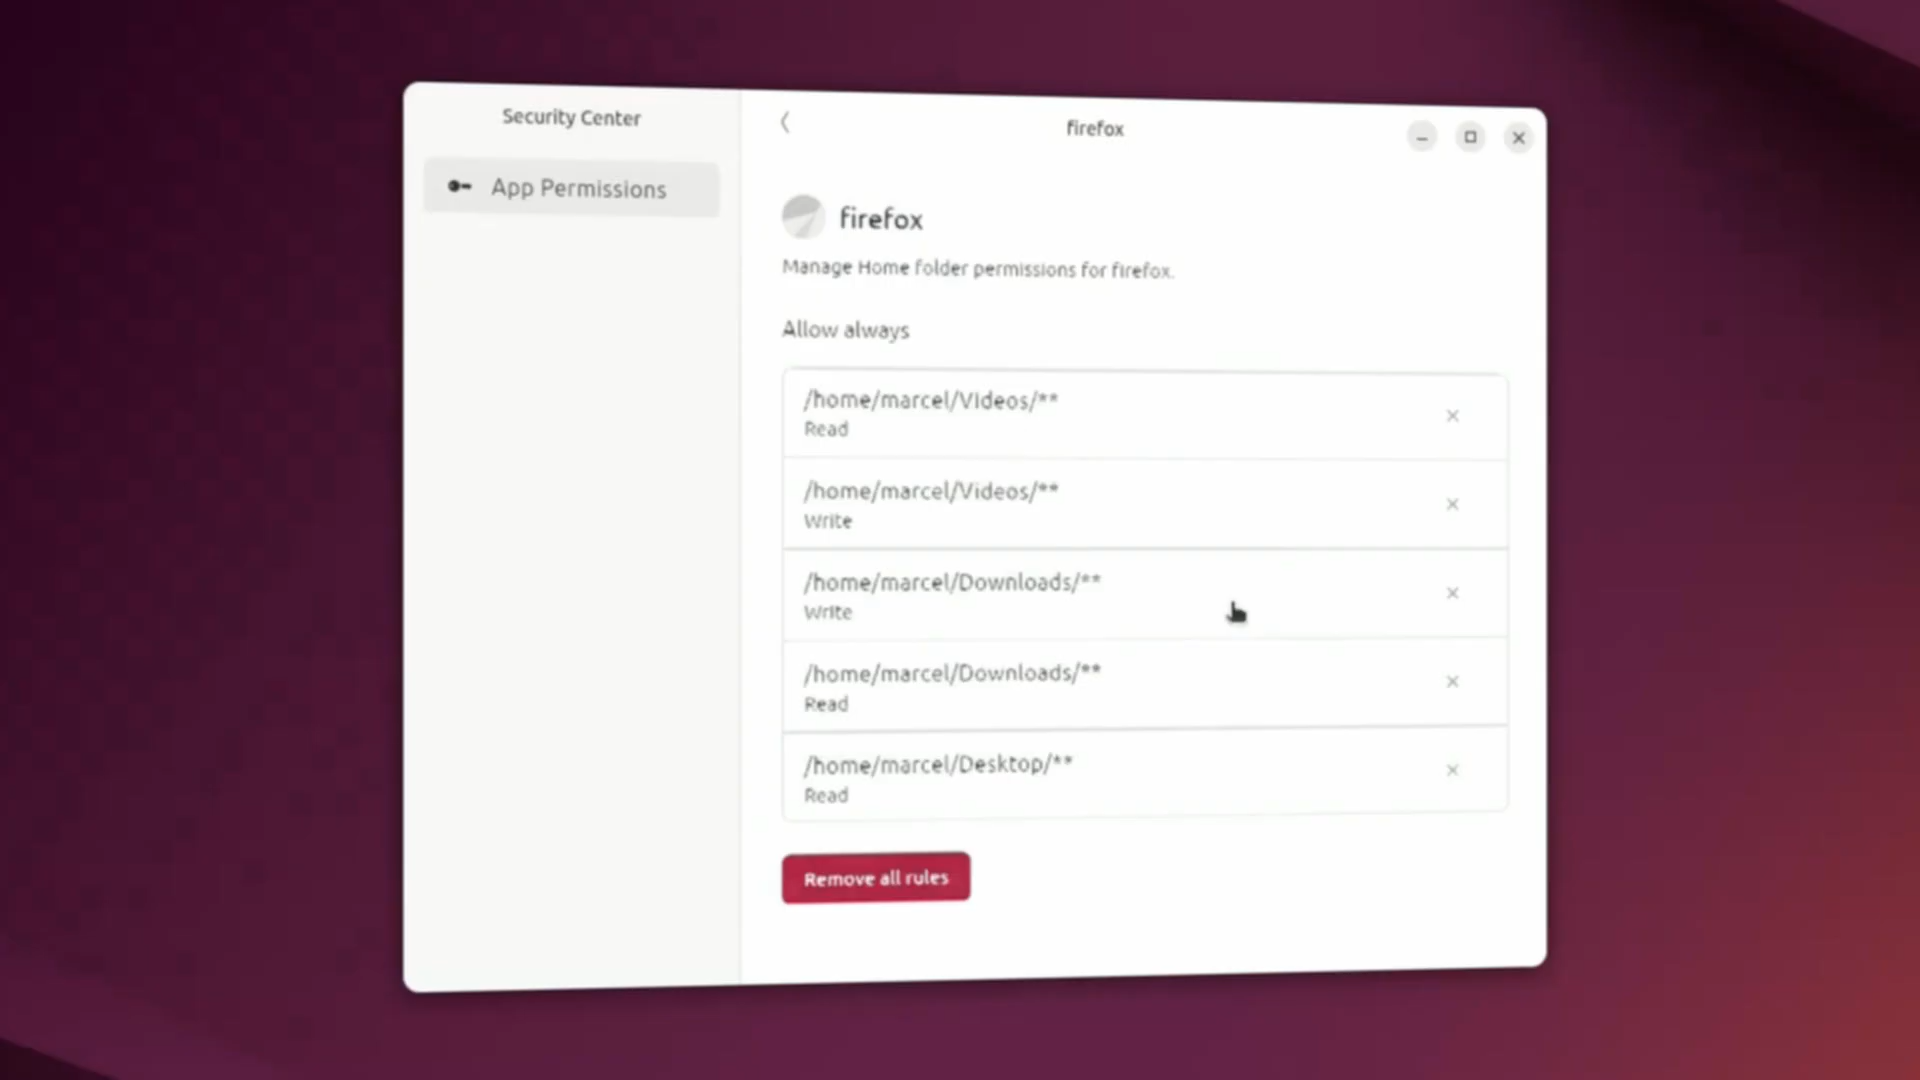 Security Center
App Permissions
firefox
firefox
Manage Home folder permissions for firefox.
Allow always
/home/marcel/Videos/**
Read
/home/marcel/Videos/**
Write
/home/marcel/Downloads/**
Write
/home/marcel/Downloads/**
Read
/home/marcel/Desktop/**
Read
Remove all rules